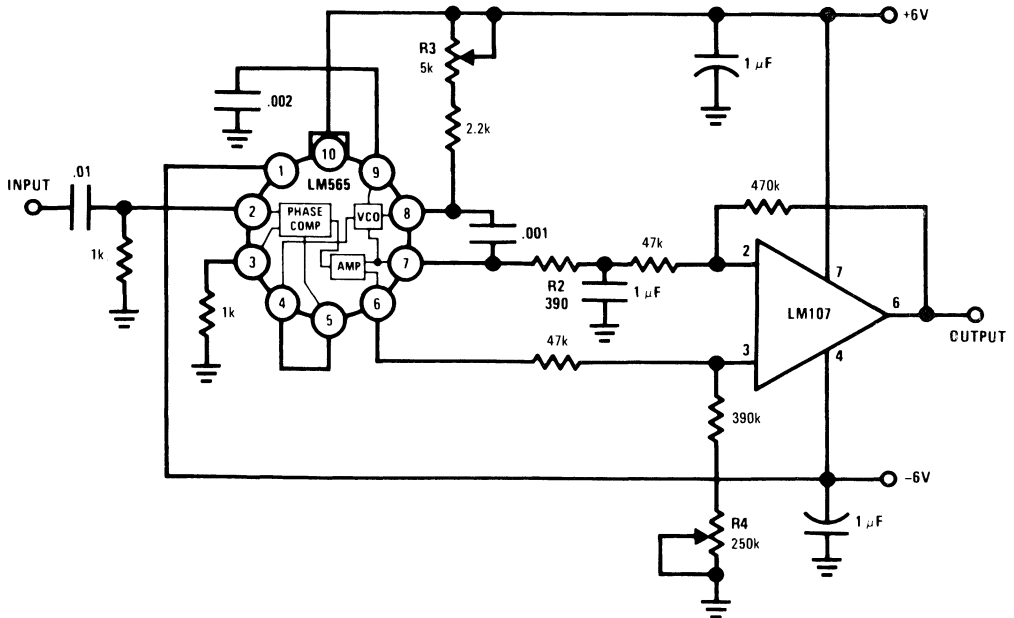 +6V
R3
5k
1 μF
.002
2.2k
10
1
9
LM565
.01
INPUT
470k
2
PHASE
COMP
VCO
8
.001
1k
47k
2
3
AMP
7
7
R2
390
1 μF
4
6
6
1k
5
LM107
CUTPUT
47k
3
4
390k
−6V
R4
250k
1 μF